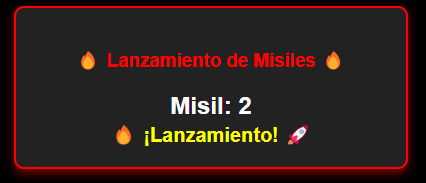 🔥 Lanzamiento de Misiles 🔥
Misil: 2
🔥 ¡Lanzamiento! 🚀